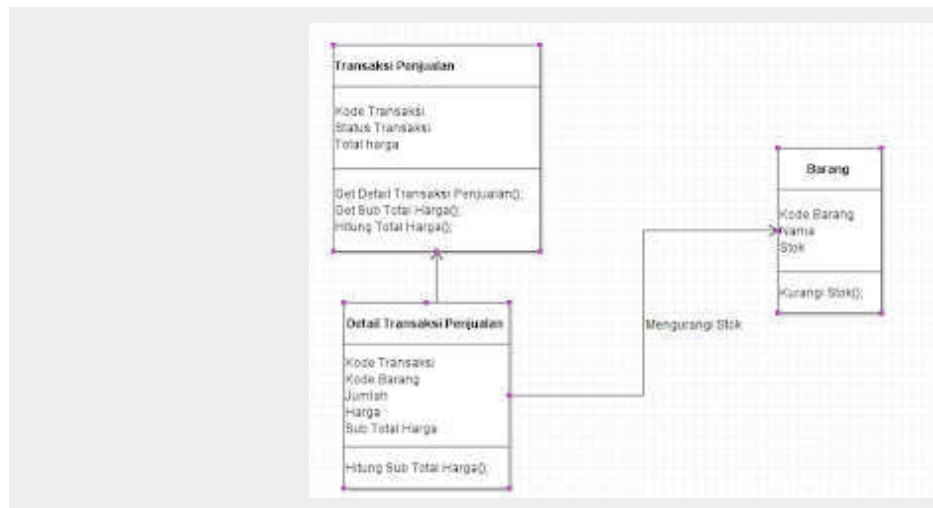 Transaksi Penjualan
Kode Transaksi
Status Transaksi
Total harga
Get Detail Transaksi Penjualan();
Get Sub Total Harga();
Hitung Total Harga();
Barang
Kode Barang
Nama
Stok
Kurangi Stok();
Mengurangi Stok
Detail Transaksi Penjualan
Kode Transaksi
Kode Barang
Jumlah
Harga
Sub Total Harga
Hitung Sub Total Harga();